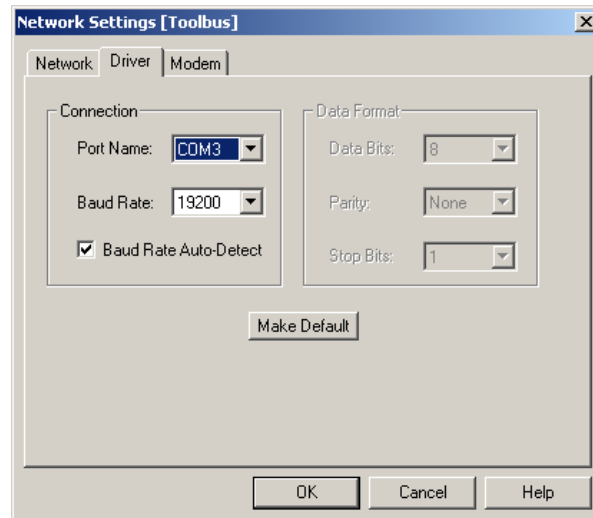 Network Settings [Toolbus]
Network Driver Modem
Connection
Port Name: COM3
Baud Rate: 19200
Baud Rate Auto-Detect
Data Format
Data Bits: 8
Parity: None
Stop Bits: 1
Make Default
OK Cancel Help